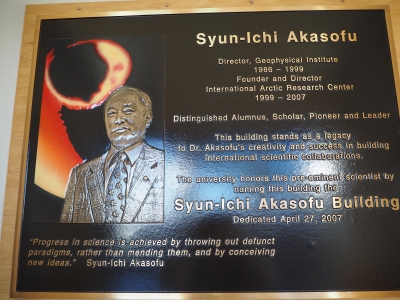 Syun-Ichi Akasofu
Director, Geophysical Institute
1986 – 1999
Founder and Director
International Arctic Research Center
1999 – 2007
Distinguished Alumnus, Scholar, Pioneer and Leader
This building stands as a legacy
to Dr. Akasofu's creativity and success in building
international scientific collaborations.
The university honors this pre-eminent scientist by
naming this building the
Syun-Ichi Akasofu Building
Dedicated April 27, 2007
"Progress in science is achieved by throwing out defunct
paradigms, rather than mending them, and by conceiving
new ideas." Syun-Ichi Akasofu